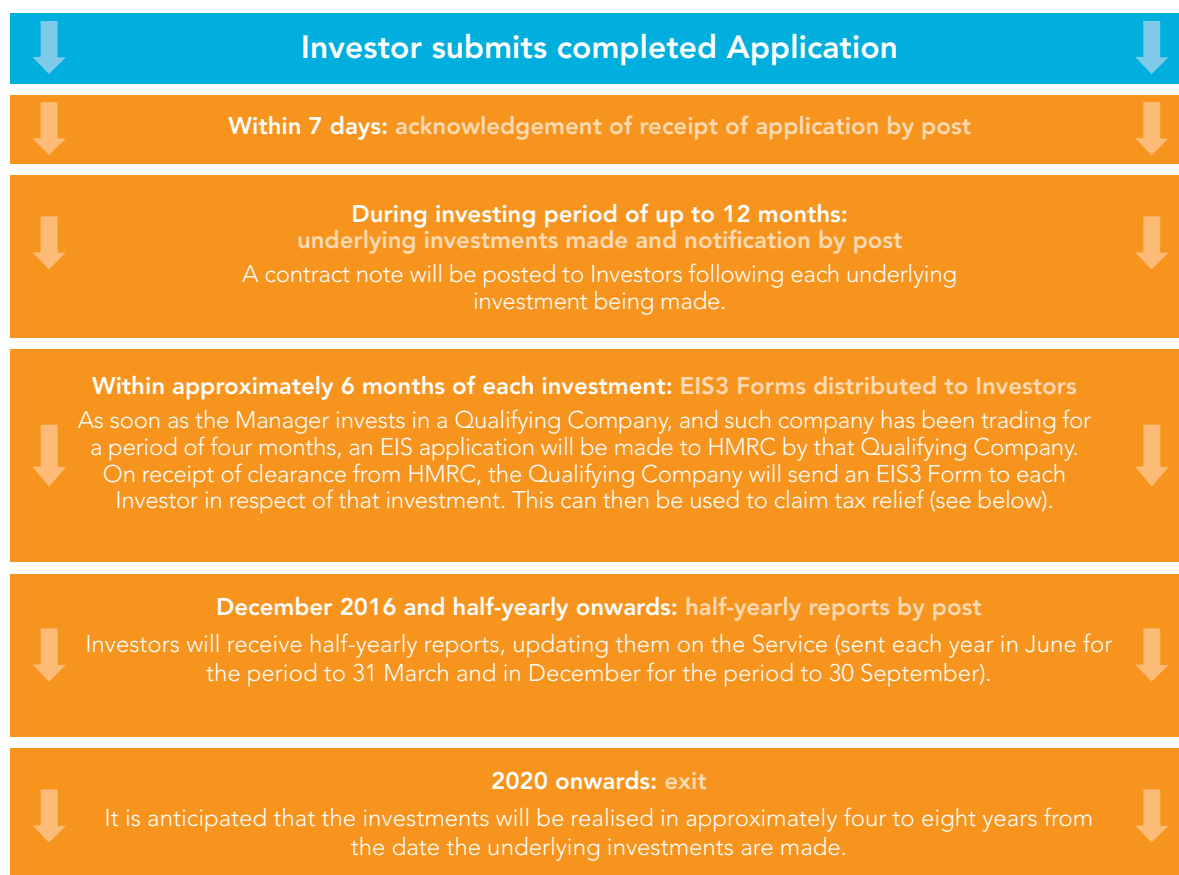 Investor submits completed Application
Within 7 days: acknowledgement of receipt of application by post
During investing period of up to 12 months:
underlying investments made and notification by post
A contract note will be posted to Investors following each underlying
investment being made.
Within approximately 6 months of each investment: EIS3 Forms distributed to Investors
As soon as the Manager invests in a Qualifying Company, and such company has been trading for
a period of four months, an EIS application will be made to HMRC by that Qualifying Company.
On receipt of clearance from HMRC, the Qualifying Company will send an EIS3 Form to each
Investor in respect of that investment. This can then be used to claim tax relief (see below).
December 2016 and half-yearly onwards: half-yearly reports by post
Investors will receive half-yearly reports, updating them on the Service (sent each year in June for
the period to 31 March and in December for the period to 30 September).
2020 onwards: exit
It is anticipated that the investments will be realised in approximately four to eight years from
the date the underlying investments are made.